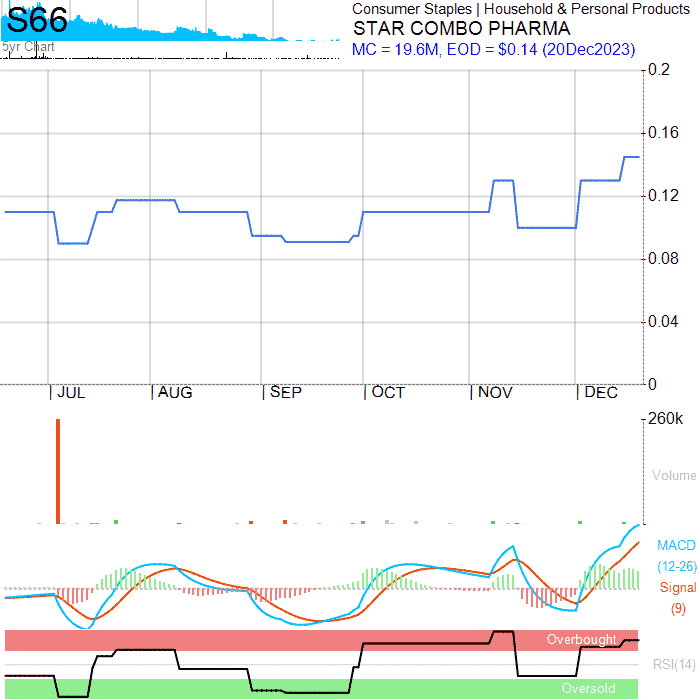 S66
5yr Chart
Consumer Staples | Household & Personal Products
STAR COMBO PHARMA
MC = 19.6M, EOD = $0.14 (20Dec2023)
0.2
0.16
0.12
0.08
0.04
0
JUL AUG SEP OCT NOV DEC
260k
Volume
MACD
(12-26)
Signal
(9)
Overbought
RSI(14)
Oversold